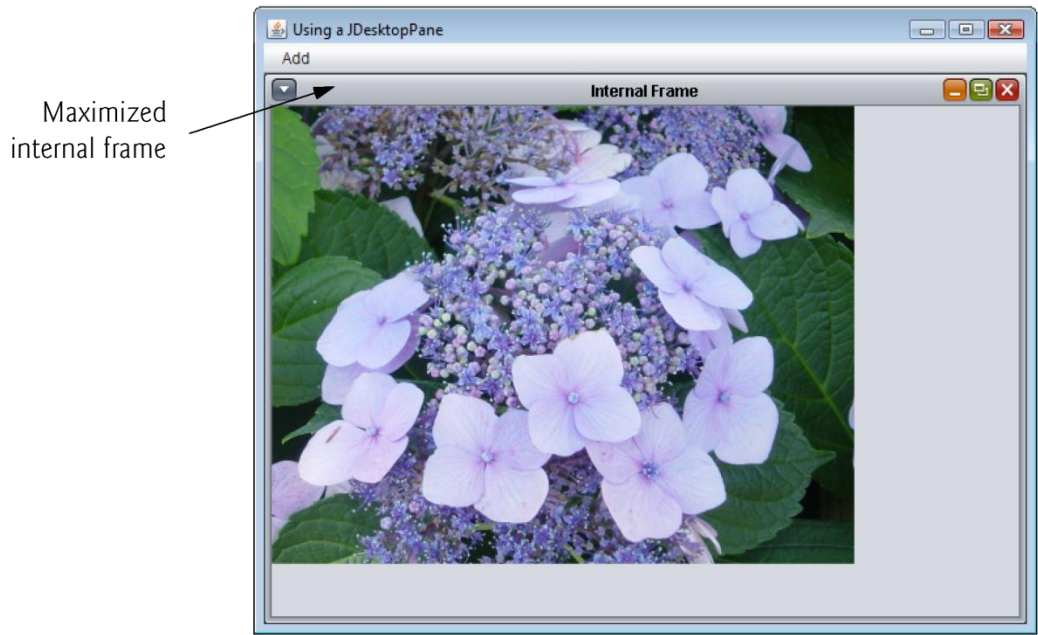 Using a JDesktopPane
Add
Internal Frame
Maximized
internal frame